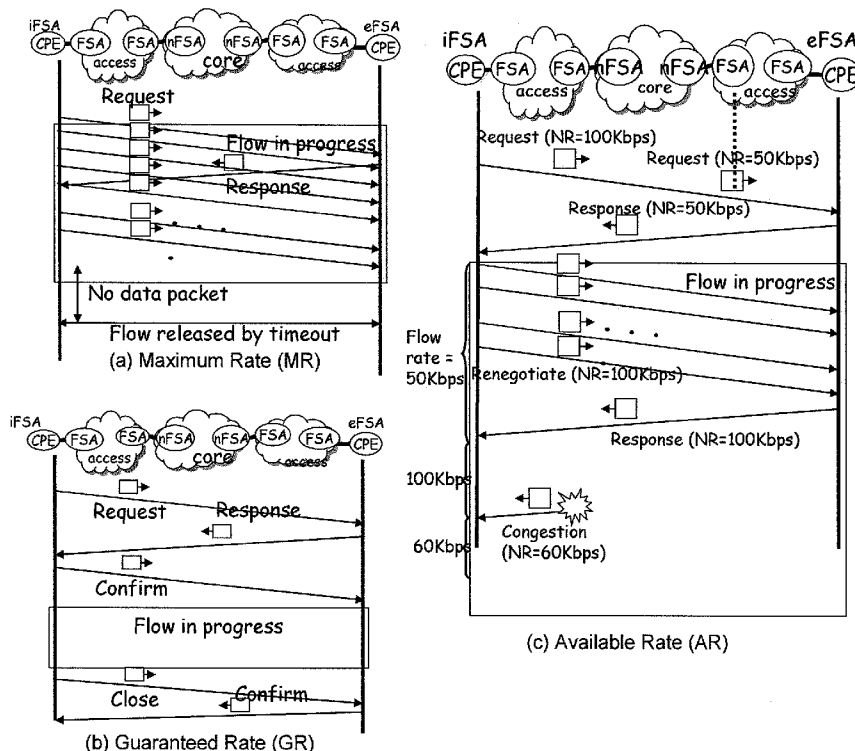 iFSA
eFSA
CPE FSA FSA nFSA nFSA FSA FSA CPE
access core access
Request
Flow in progress
Response
. . .
.
No data packet
Flow released by timeout
(a) Maximum Rate (MR)
iFSA
eFSA
CPE FSA FSA nFSA nFSA FSA FSA CPE
access core access
Request Response
Confirm
Flow in progress
Close Confirm
(b) Guaranteed Rate (GR)
iFSA
eFSA
CPE FSA FSA nFSA nFSA FSA FSA CPE
access core access
Request (NR=100Kbps)
Request (NR=50Kbps)
Response (NR=50Kbps)
Flow in progress
. . .
Flow
rate =
50Kbps
Renegotiate (NR=100Kbps)
Response (NR=100Kbps)
100Kbps
Congestion
(NR=60Kbps)
60Kbps
(c) Available Rate (AR)